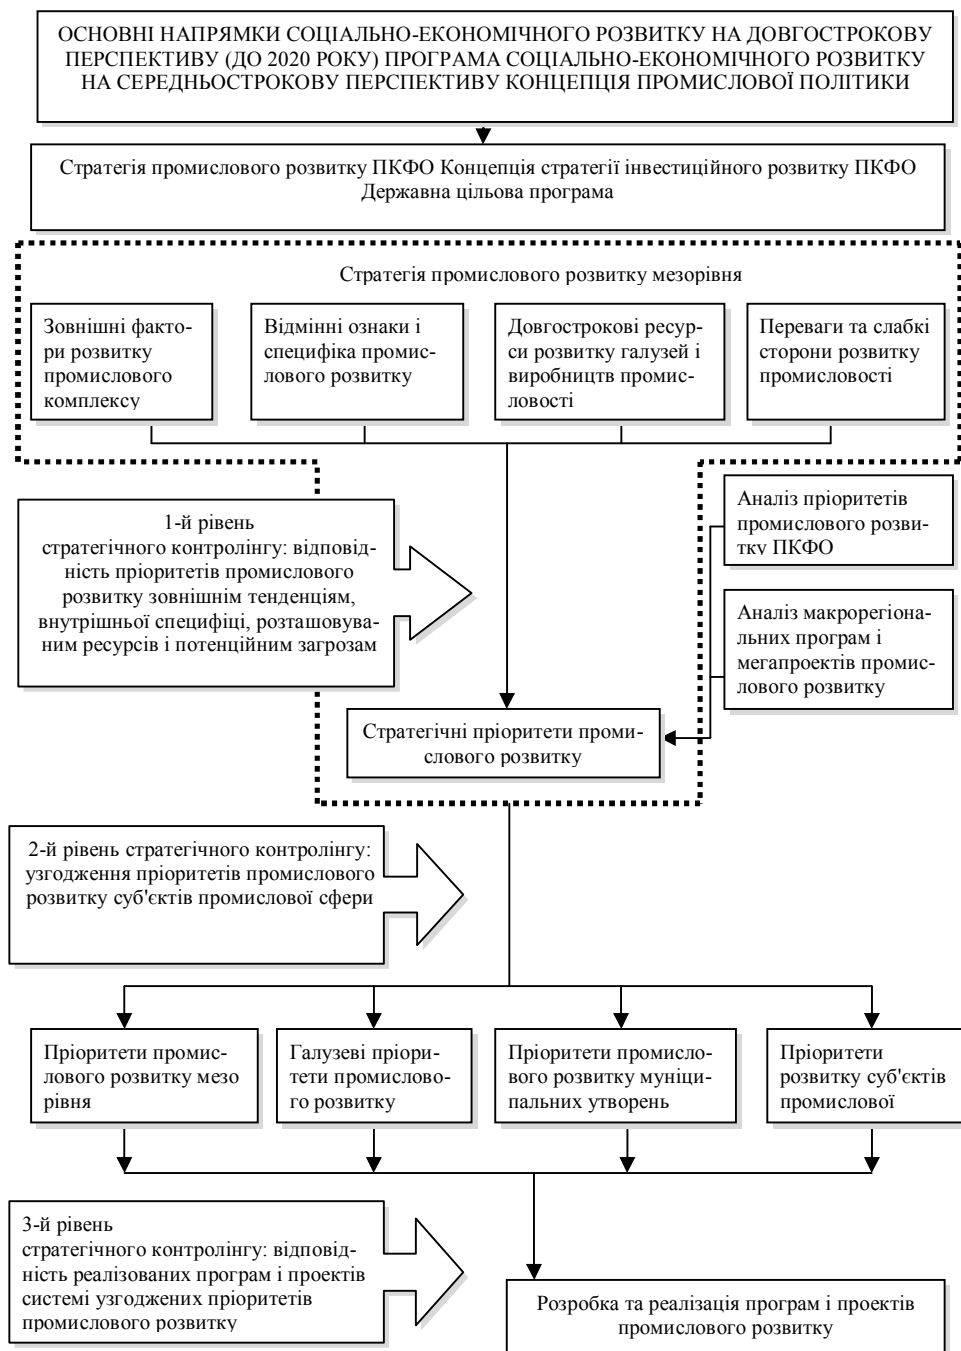 ОСНОВНІ НАПРЯМКИ СОЦІАЛЬНО-ЕКОНОМІЧНОГО РОЗВИТКУ НА ДОВГОСТРОКОВУ
ПЕРСПЕКТИВУ (ДО 2020 РОКУ) ПРОГРАМА СОЦІАЛЬНО-ЕКОНОМІЧНОГО РОЗВИТКУ
НА СЕРЕДНЬОСТРОКОВУ ПЕРСПЕКТИВУ КОНЦЕПЦІЯ ПРОМИСЛОВОЇ ПОЛІТИКИ
Стратегія промислового розвитку ПКФО Концепція стратегії інвестиційного розвитку ПКФО
Державна цільова програма
Стратегія промислового розвитку мезорівня
Зовнішні факто-
ри розвитку
промислового
комплексу
Відмінні ознаки і
специфіка промис-
лового розвитку
Довгострокові ресур-
си розвитку галузей і
виробництв промис-
ловості
Переваги та слабкі
сторони розвитку
промисловості
1-й рівень
стратегічного контролінгу: відповід-
ність пріоритетів промислового
розвитку зовнішнім тенденціям,
внутрішньої специфіці, розташовува-
ним ресурсів і потенційним загрозам
Аналіз пріоритетів
промислового розви-
тку ПКФО
Аналіз макрорегіона-
льних програм і
мегапроектів промис-
лового розвитку
Стратегічні пріоритети проми-
слового розвитку
2-й рівень стратегічного контролінгу:
узгодження пріоритетів промислового
розвитку суб'єктів промислової сфери
Пріоритети промис-
лового розвитку мезо
рівня
Галузеві пріори-
тети промислово-
го розвитку
Пріоритети промисло-
вого розвитку муніци-
пальних утворень
Пріоритети
розвитку суб'єктів
промислової
3-й рівень
стратегічного контролінгу: відповід-
ність реалізованих програм і проектів
системі узгоджених пріоритетів
промислового розвитку
Розробка та реалізація програм і проектів
промислового розвитку